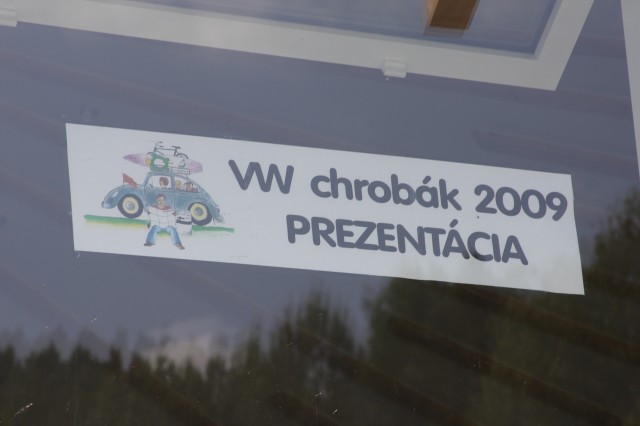 VW chrobák 2009
PREZENTÁCIA